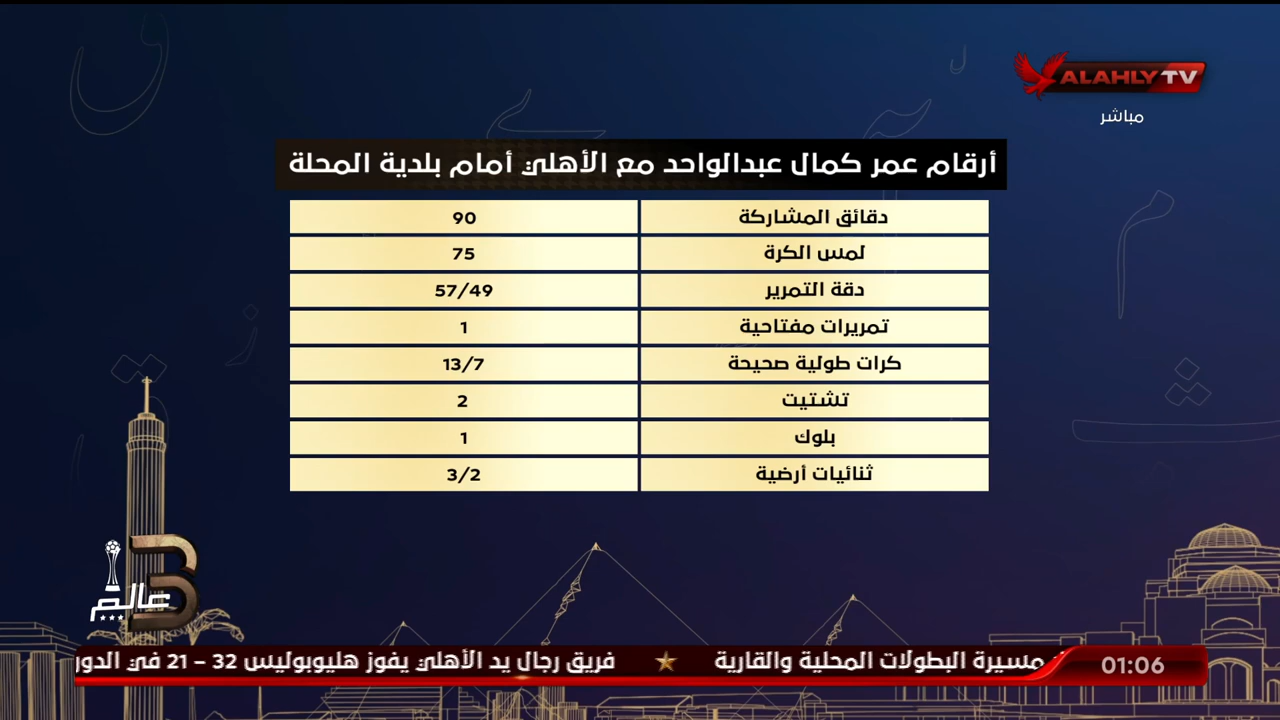 ALAHLY TV
مباشر
أرقام عمر كمال عبدالواحد مع الأهلي أمام بلدية المحلة
دقائق المشاركة 90
لمس الكرة 75
دقة التمرير 57/49
تمريرات مفتاحية 1
كرات طولية صحيحة 13/7
تشتيت 2
بلوك 1
ثنائيات أرضية 3/2
3 عالم
01:06 مسيرة البطولات المحلية والقارية ★ فريق رجال يد الأهلي يفوز هليوبوليس 32 – 21 في الدور